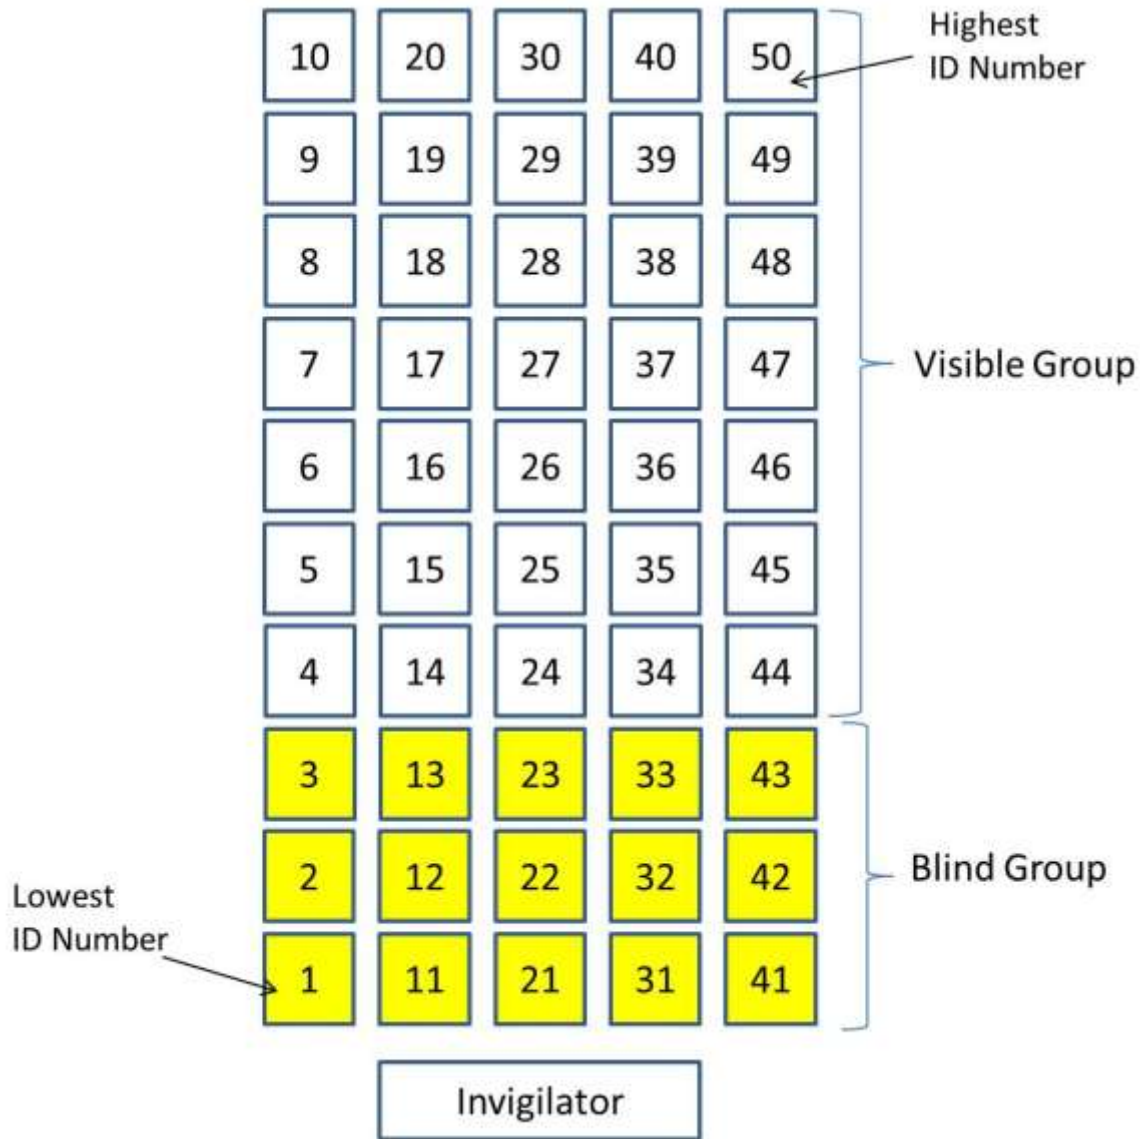 10 20 30 40 50
Highest
ID Number
9 19 29 39 49
8 18 28 38 48
7 17 27 37 47
Visible Group
6 16 26 36 46
5 15 25 35 45
4 14 24 34 44
3 13 23 33 43
2 12 22 32 42
Blind Group
Lowest
ID Number
1 11 21 31 41
Invigilator